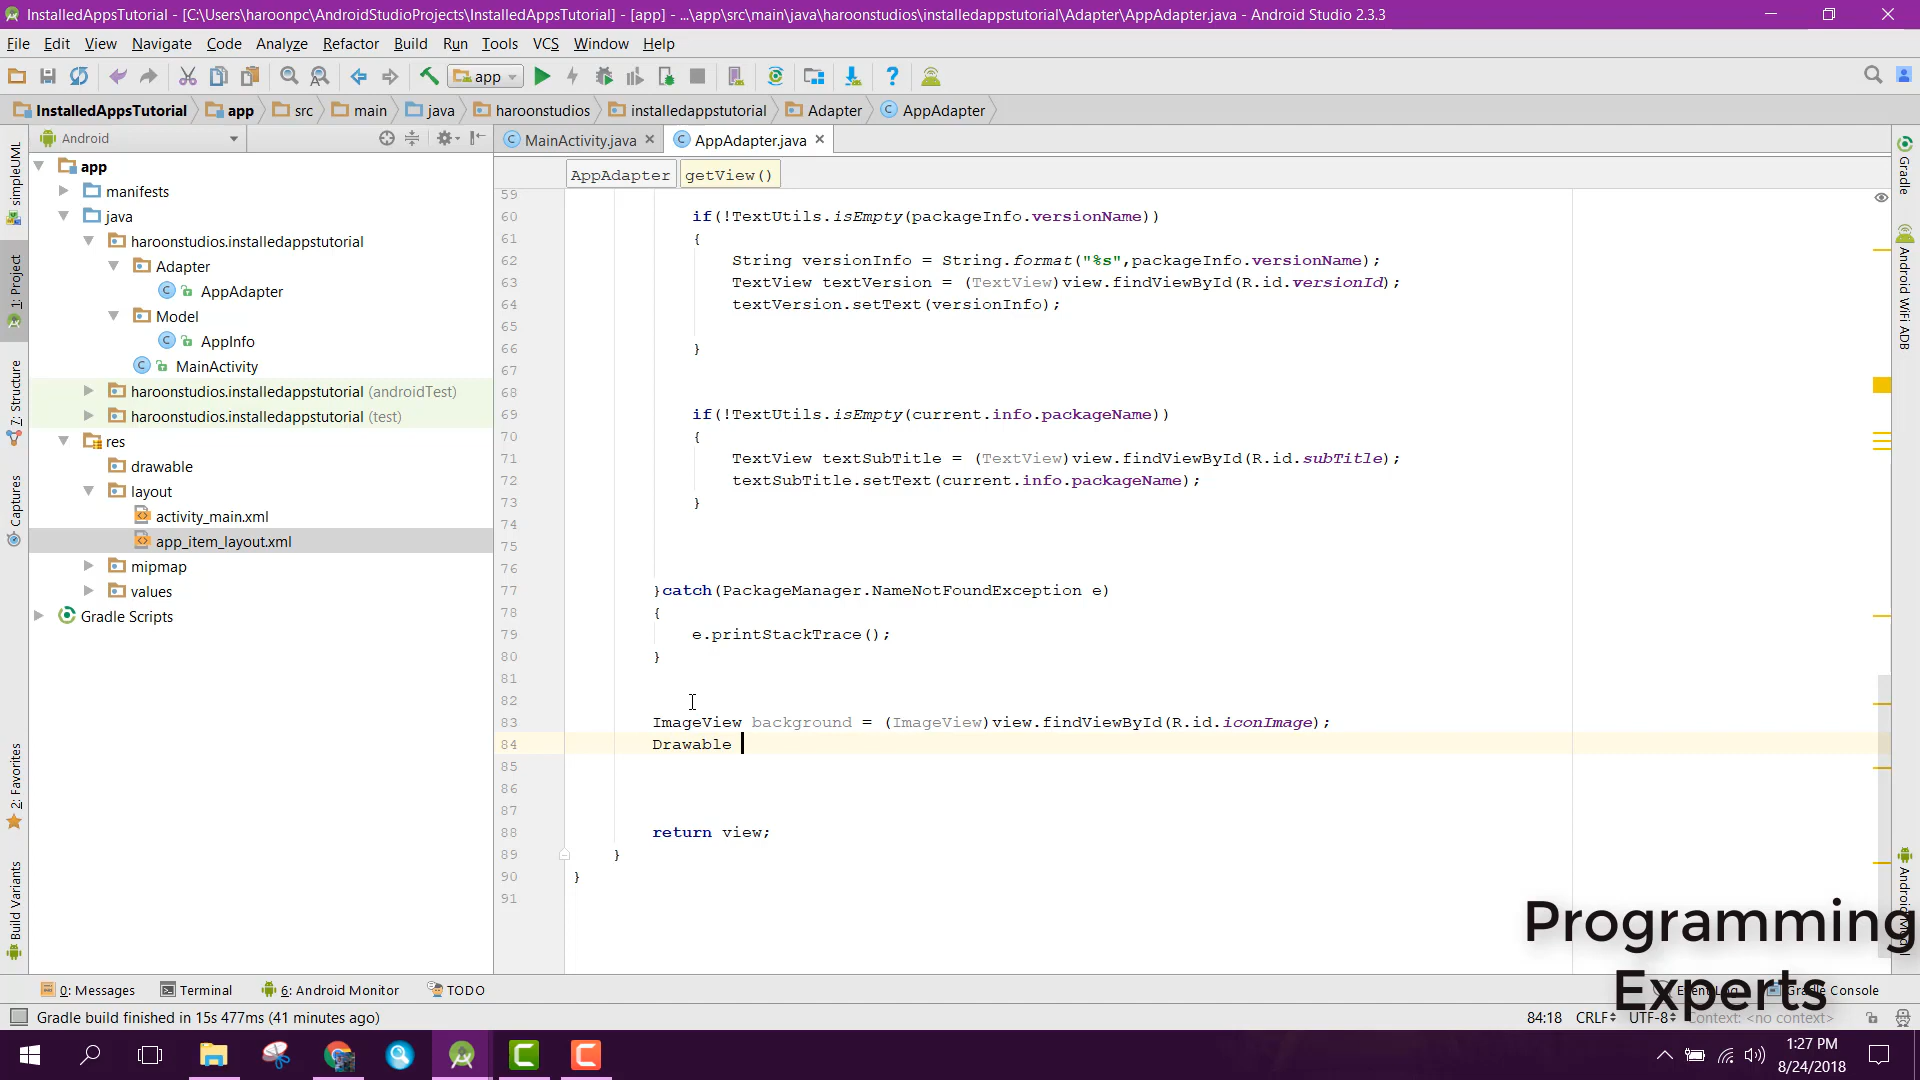 InstalledAppsTutorial - [C:\Users\haroonpc\AndroidStudioProjects\InstalledAppsTutorial] - [app] - ...\app\src\main\java\haroonstudios\installedappstutorial\Adapter\AppAdapter.java - Android Studio 2.3.3
File Edit View Navigate Code Analyze Refactor Build Run Tools VCS Window Help
app
InstalledAppsTutorial app src main java haroonstudios installedappstutorial Adapter AppAdapter
Android
MainActivity.java AppAdapter.java
AppAdapter getView()
simpleUML
1: Project
7: Structure
Captures
2: Favorites
Build Variants
app
manifests
java
haroonstudios.installedappstutorial
Adapter
AppAdapter
Model
AppInfo
MainActivity
haroonstudios.installedappstutorial (androidTest)
haroonstudios.installedappstutorial (test)
res
drawable
layout
activity_main.xml
app_item_layout.xml
mipmap
values
Gradle Scripts
59
60 if(!TextUtils.isEmpty(packageInfo.versionName))
61 {
62 String versionInfo = String.format("%s",packageInfo.versionName);
63 TextView textVersion = (TextView)view.findViewById(R.id.versionId);
64 textVersion.setText(versionInfo);
65
66 }
67
68
69 if(!TextUtils.isEmpty(current.info.packageName))
70 {
71 TextView textSubTitle = (TextView)view.findViewById(R.id.subTitle);
72 textSubTitle.setText(current.info.packageName);
73 }
74
75
76
77 }catch(PackageManager.NameNotFoundException e)
78 {
79 e.printStackTrace();
80 }
81
82
83 ImageView background = (ImageView)view.findViewById(R.id.iconImage);
84 Drawable
85
86
87
88 return view;
89 }
90 }
91
Gradle
Android WiFi ADB
Programming
Experts
0: Messages Terminal 6: Android Monitor TODO Gradle Console
Gradle build finished in 15s 477ms (41 minutes ago) 84:18 CRLF UTF-8 Context: <no context>
1:27 PM
8/24/2018